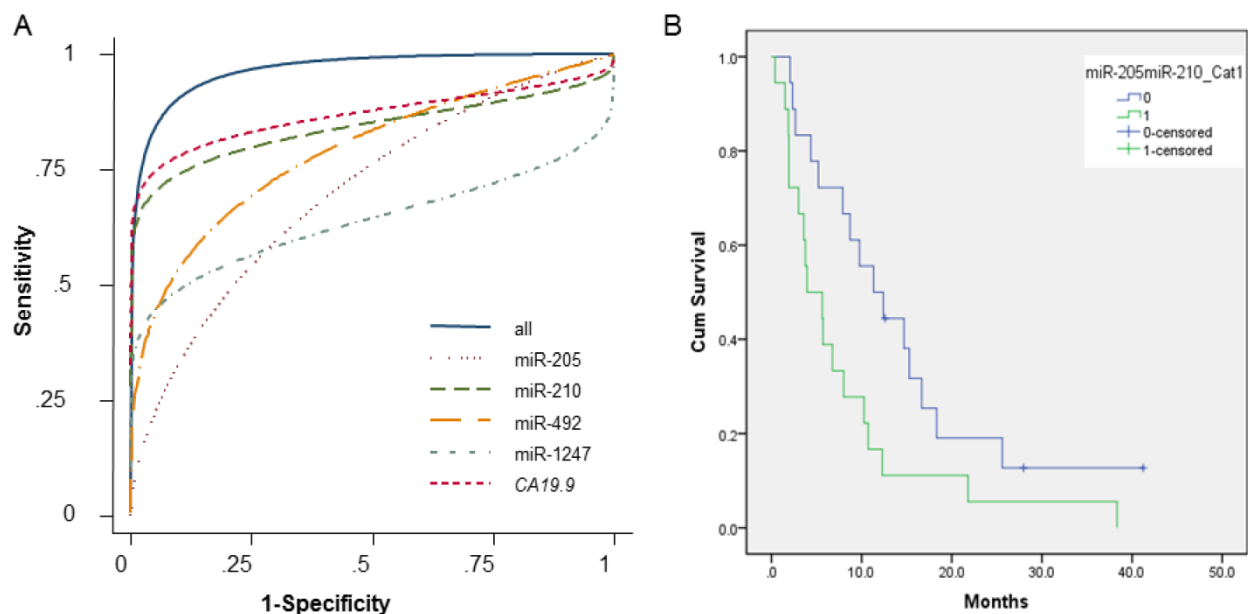 A
1
.75
.5
.25
0
Sensitivity
0
.25
.5
.75
1
1-Specificity
all
miR-205
miR-210
miR-492
miR-1247
CA19.9
B
1.0
0.8
0.6
0.4
0.2
0.0
Cum Survival
.0
10.0
20.0
30.0
40.0
50.0
Months
miR-205miR-210_Cat1
0
1
0-censored
1-censored